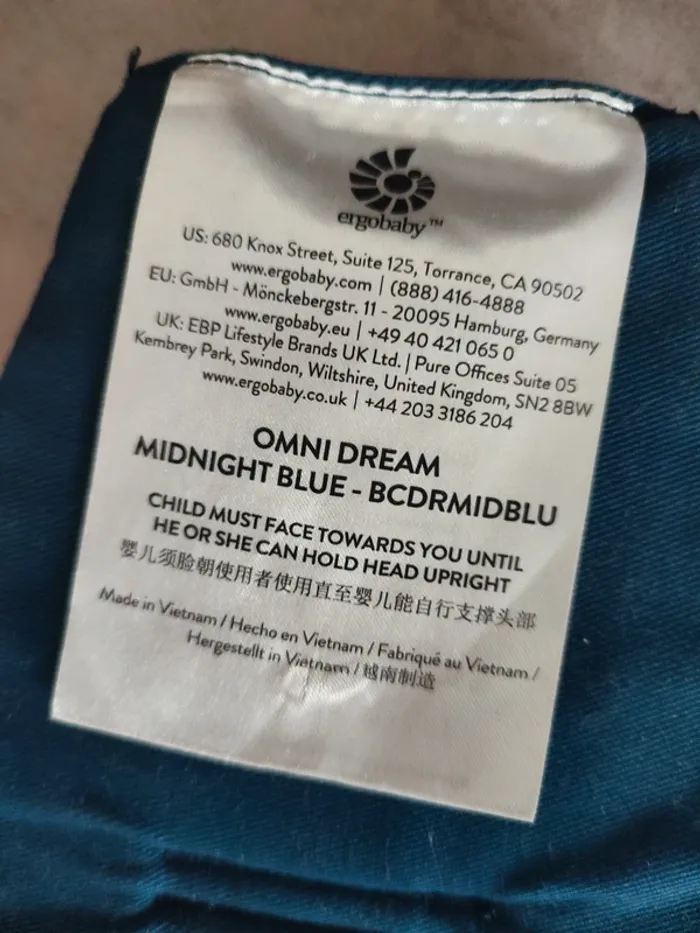 ergobaby™
US: 680 Knox Street, Suite 125, Torrance, CA 90502
www.ergobaby.com | (888) 416-4888
EU: GmbH - Mönckebergstr. 11 - 20095 Hamburg, Germany
www.ergobaby.eu | +49 40 421 065 0
UK: EBP Lifestyle Brands UK Ltd. | Pure Offices Suite 05
Kembrey Park, Swindon, Wiltshire, United Kingdom, SN2 8BW
www.ergobaby.co.uk | +44 203 3186 204
OMNI DREAM
MIDNIGHT BLUE - BCDRMIDBLU
CHILD MUST FACE TOWARDS YOU UNTIL
HE OR SHE CAN HOLD HEAD UPRIGHT
婴儿须脸朝使用者使用直至婴儿能自行支撑头部
Made in Vietnam / Hecho en Vietnam / Fabriqué au Vietnam /
Hergestellt in Vietnam / 越南制造